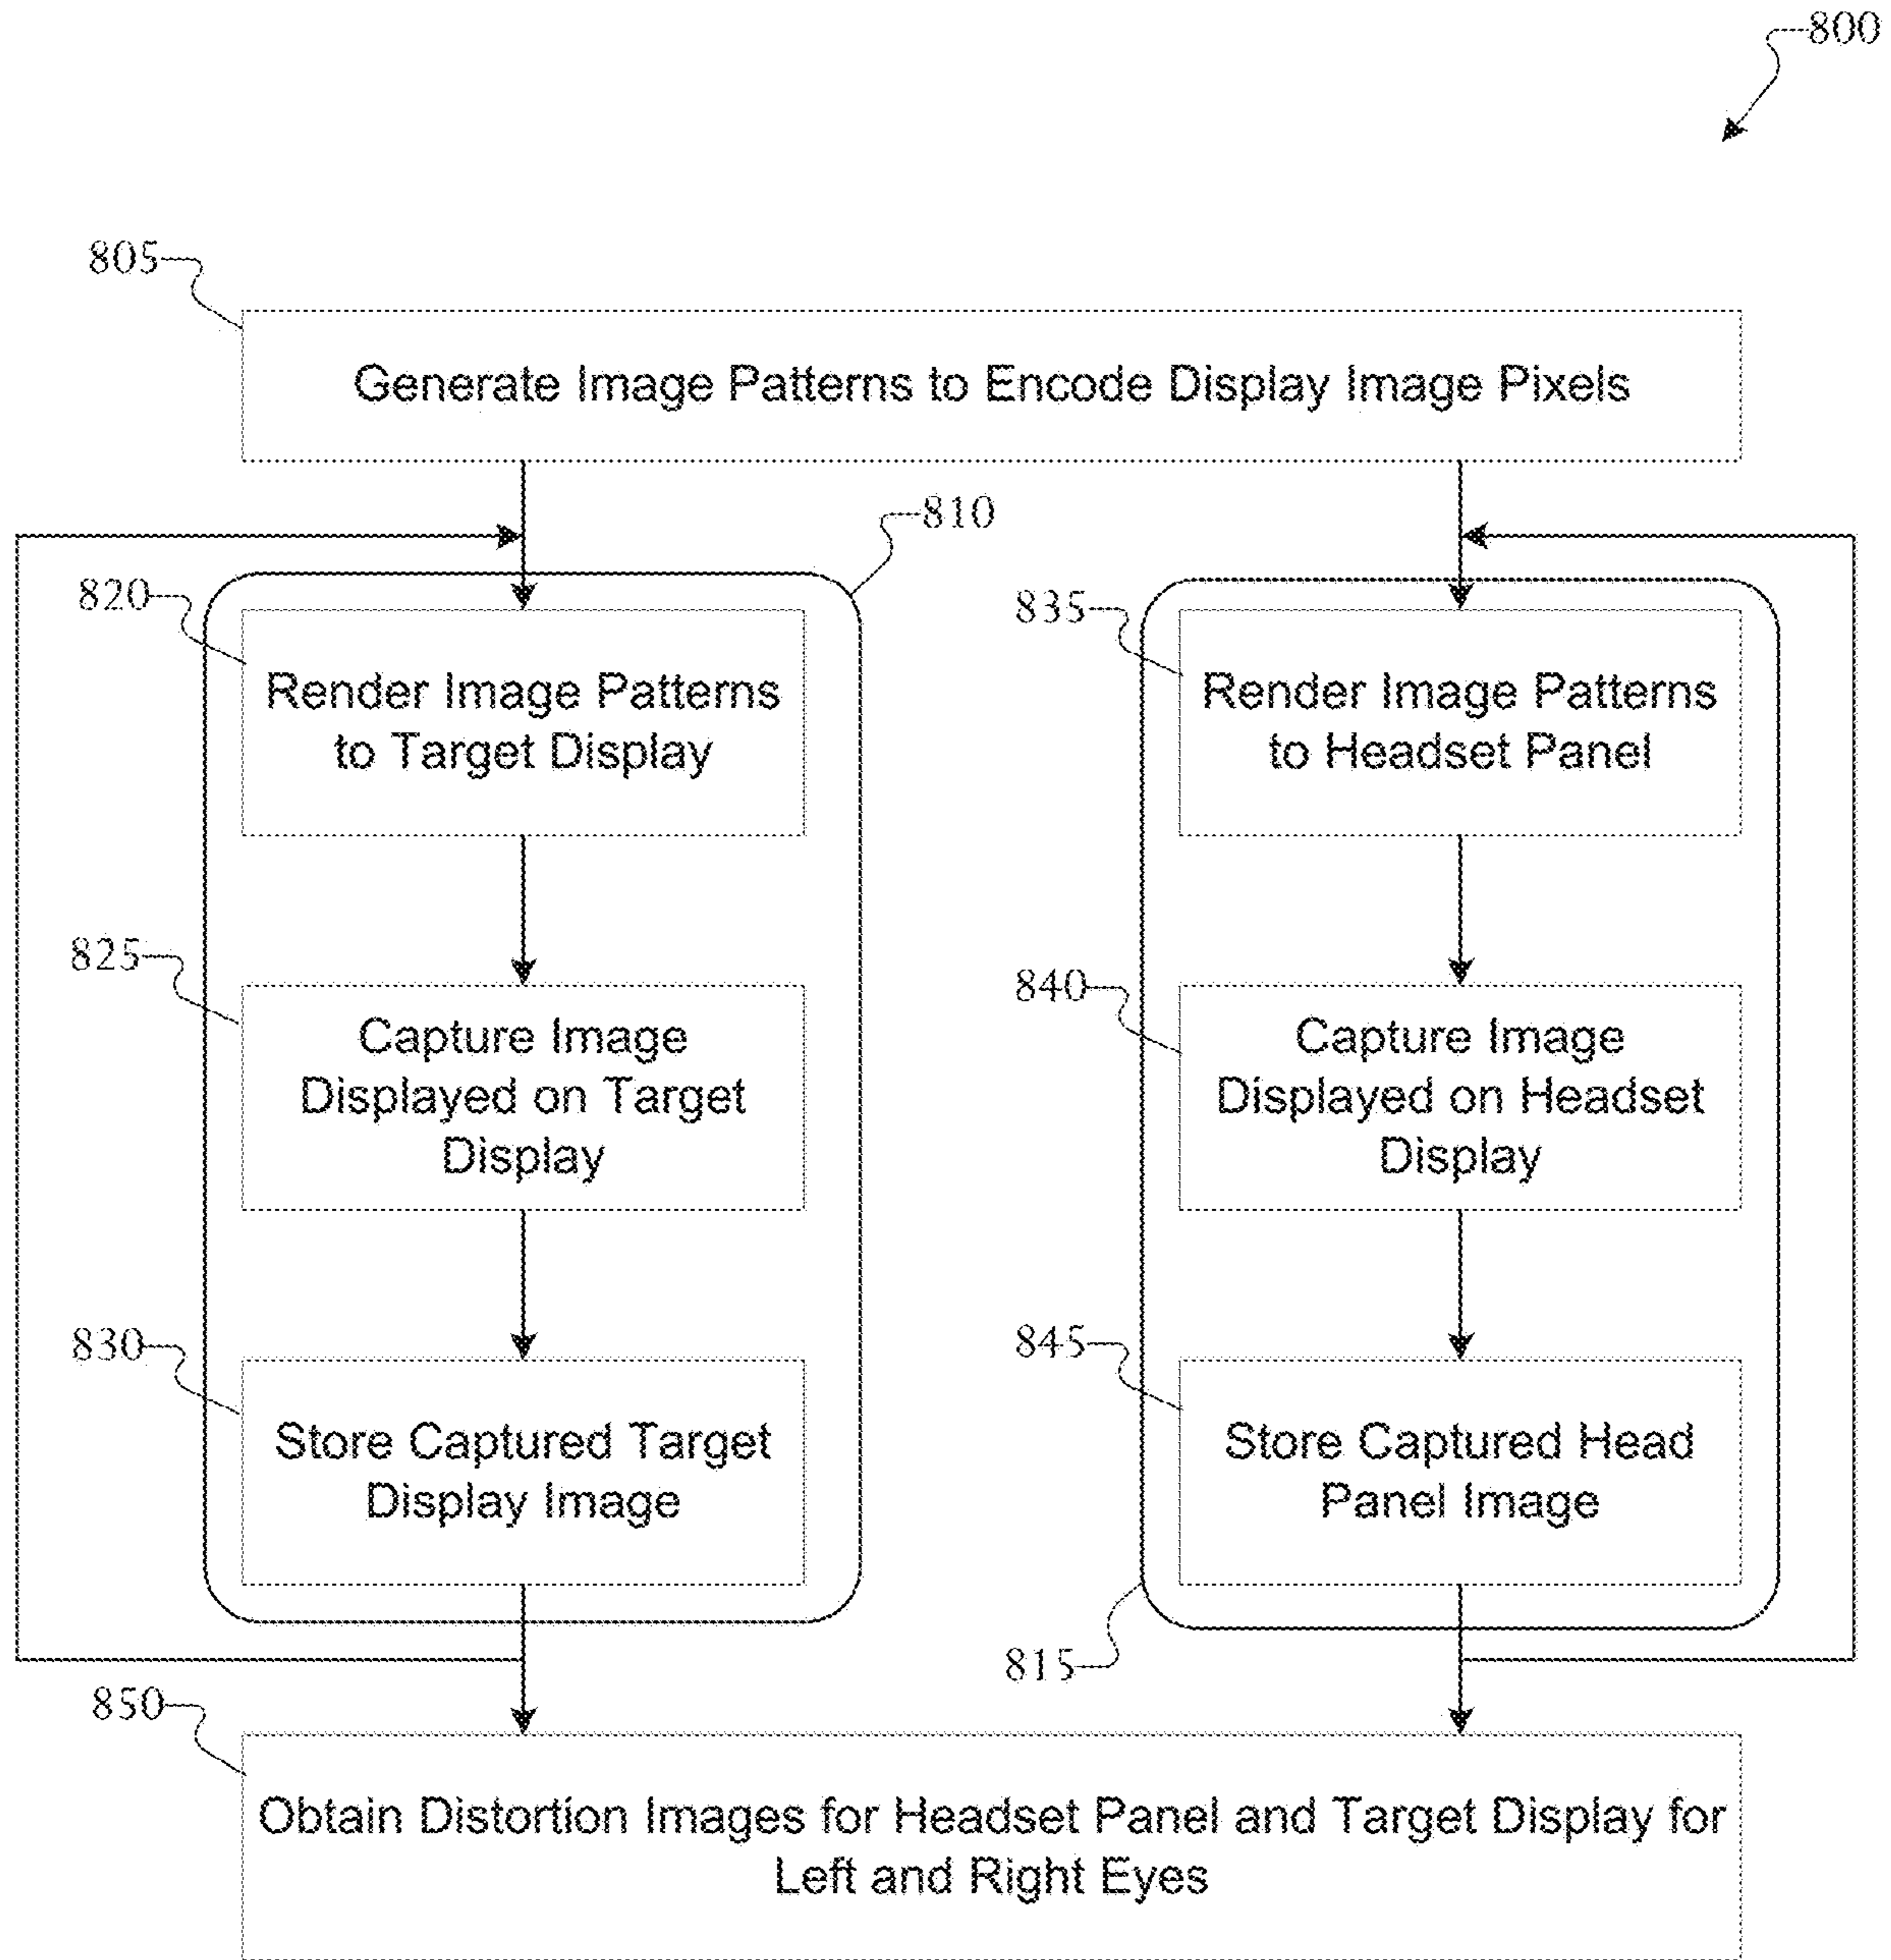 800
805
Generate Image Patterns to Encode Display Image Pixels
810
820
Render Image Patterns
to Target Display
835
Render Image Patterns
to Headset Panel
825
Capture Image
Displayed on Target
Display
840
Capture Image
Displayed on Headset
Display
830
Store Captured Target
Display Image
845
Store Captured Head
Panel Image
815
850
Obtain Distortion Images for Headset Panel and Target Display for
Left and Right Eyes